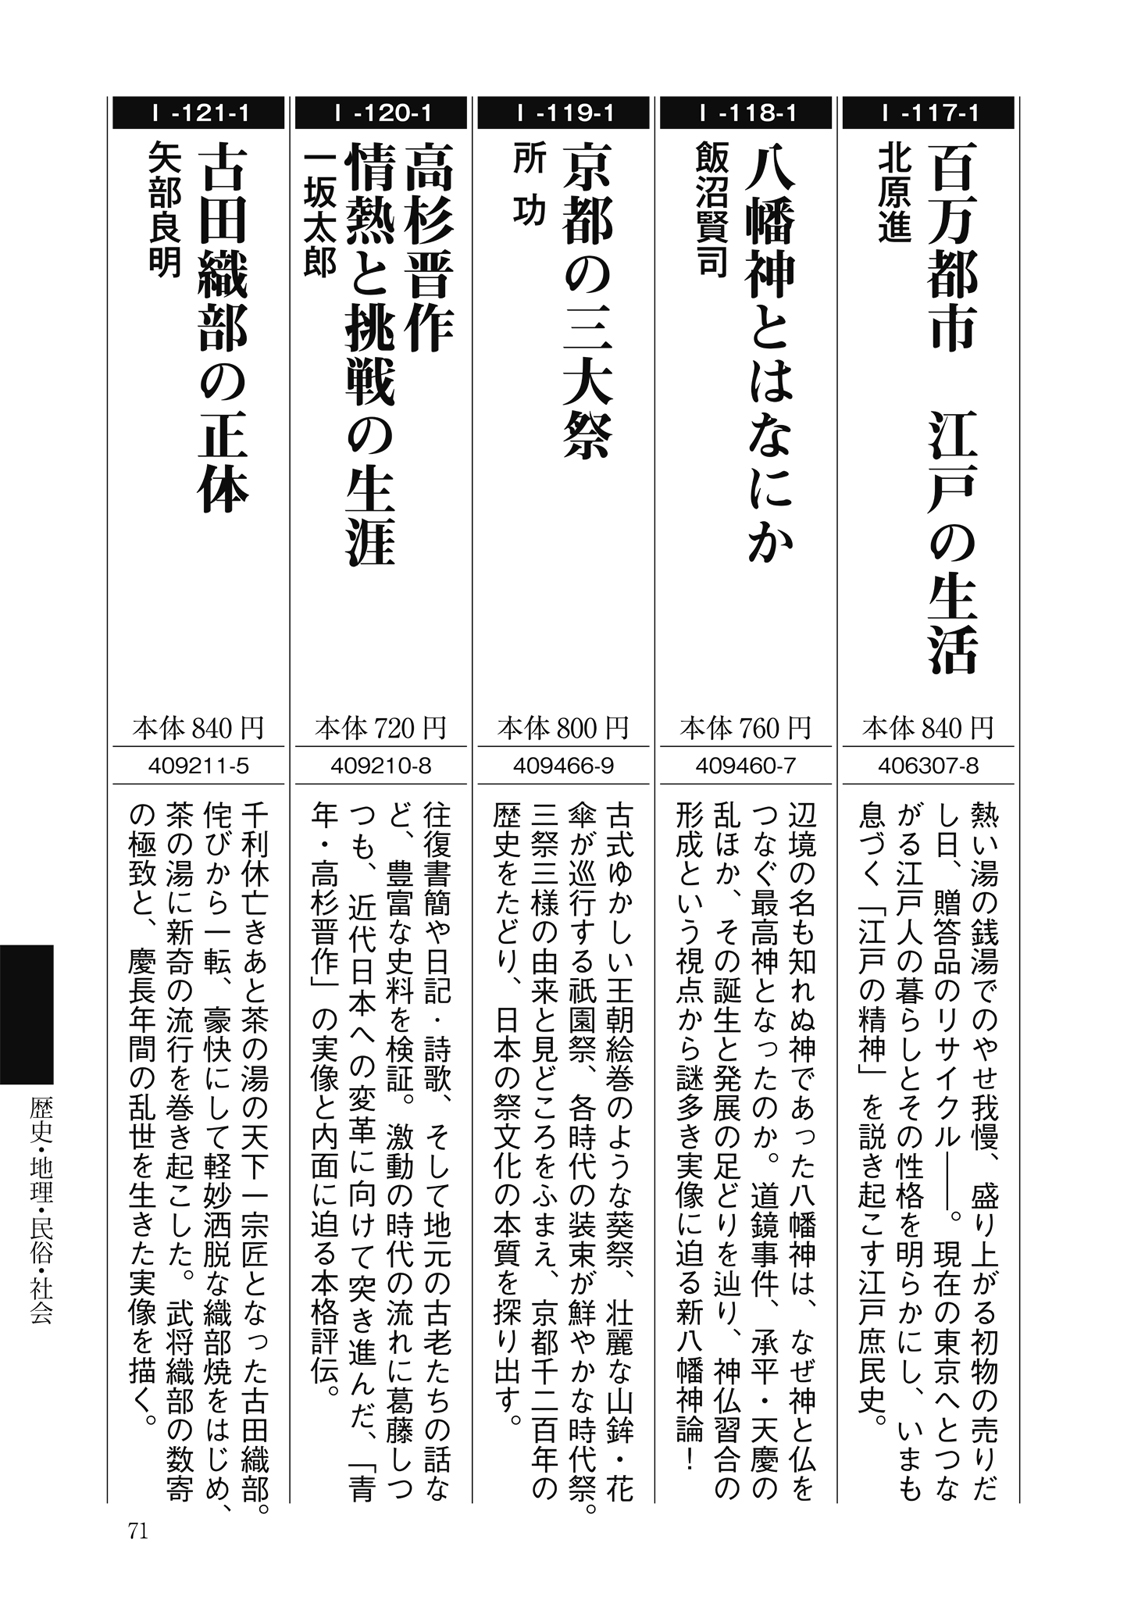 I-117-1
百万都市　江戸の生活
北原進
本体840円
406307-8
熱い湯の銭湯でのやせ我慢、盛り上がる初物の売りだ
し日、贈答品のリサイクル――。現在の東京へとつな
がる江戸人の暮らしとその性格を明らかにし、いまも
息づく「江戸の精神」を説き起こす江戸庶民史。
I-118-1
八幡神とはなにか
飯沼賢司
本体760円
409460-7
辺境の名も知れぬ神であった八幡神は、なぜ神と仏を
つなぐ最高神となったのか。道鏡事件、承平・天慶の
乱ほか、その誕生と発展の足どりを辿り、神仏習合の
形成という視点から謎多き実像に迫る新八幡神論！
I-119-1
京都の三大祭
所 功
本体800円
409466-9
古式ゆかしい王朝絵巻のような葵祭、壮麗な山鉾・花
傘が巡行する祇園祭、各時代の装束が鮮やかな時代祭。
三祭三様の由来と見どころをふまえ、京都千二百年の
歴史をたどり、日本の祭文化の本質を探り出す。
I-120-1
高杉晋作
情熱と挑戦の生涯
一坂太郎
本体720円
409210-8
往復書簡や日記・詩歌、そして地元の古老たちの話な
ど、豊富な史料を検証。激動の時代の流れに葛藤しつ
つも、近代日本への変革に向けて突き進んだ、「青
年・高杉晋作」の実像と内面に迫る本格評伝。
I-121-1
古田織部の正体
矢部良明
本体840円
409211-5
千利休亡きあと茶の湯の天下一宗匠となった古田織部。
侘びから一転、豪快にして軽妙洒脱な織部焼をはじめ、
茶の湯に新奇の流行を巻き起こした。武将織部の数寄
の極致と、慶長年間の乱世を生きた実像を描く。
歴史・地理・民俗・社会
71